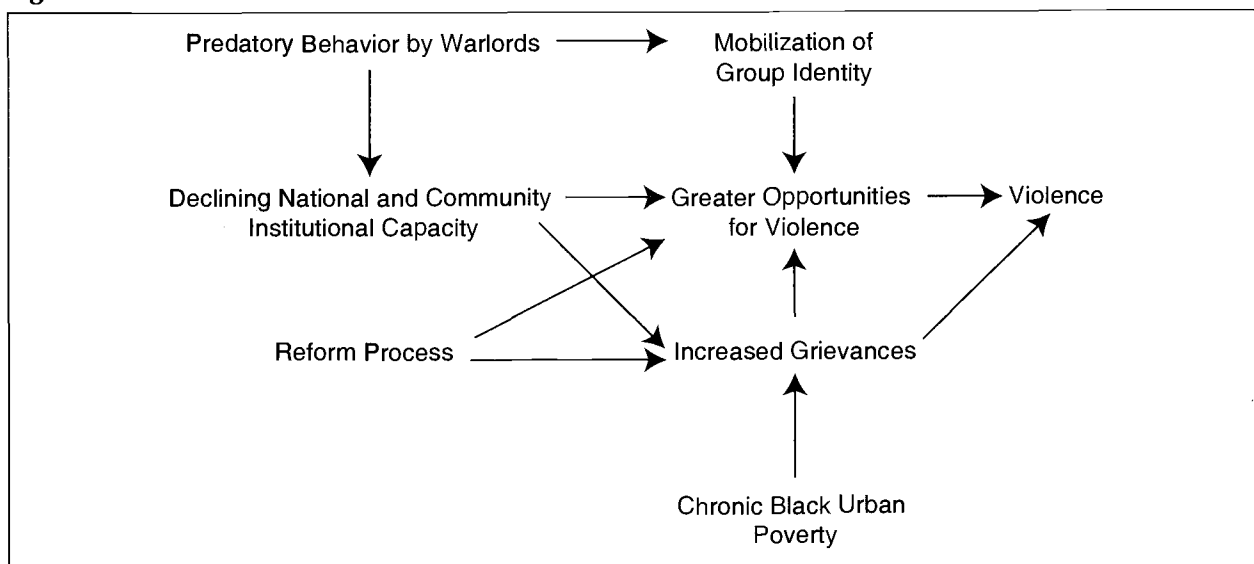 Predatory Behavior by Warlords
Mobilization of
Group Identity
Declining National and Community
Institutional Capacity
Greater Opportunities
for Violence
Violence
Reform Process
Increased Grievances
Chronic Black Urban
Poverty